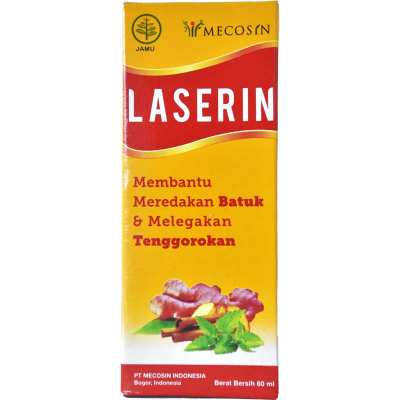 JAMU
MECOSIN
LASERIN
Membantu
Meredakan Batuk
& Melegakan
Tenggorokan
PT MECOSIN INDONESIA
Bogor, Indonesia
Berat Bersih 60 ml